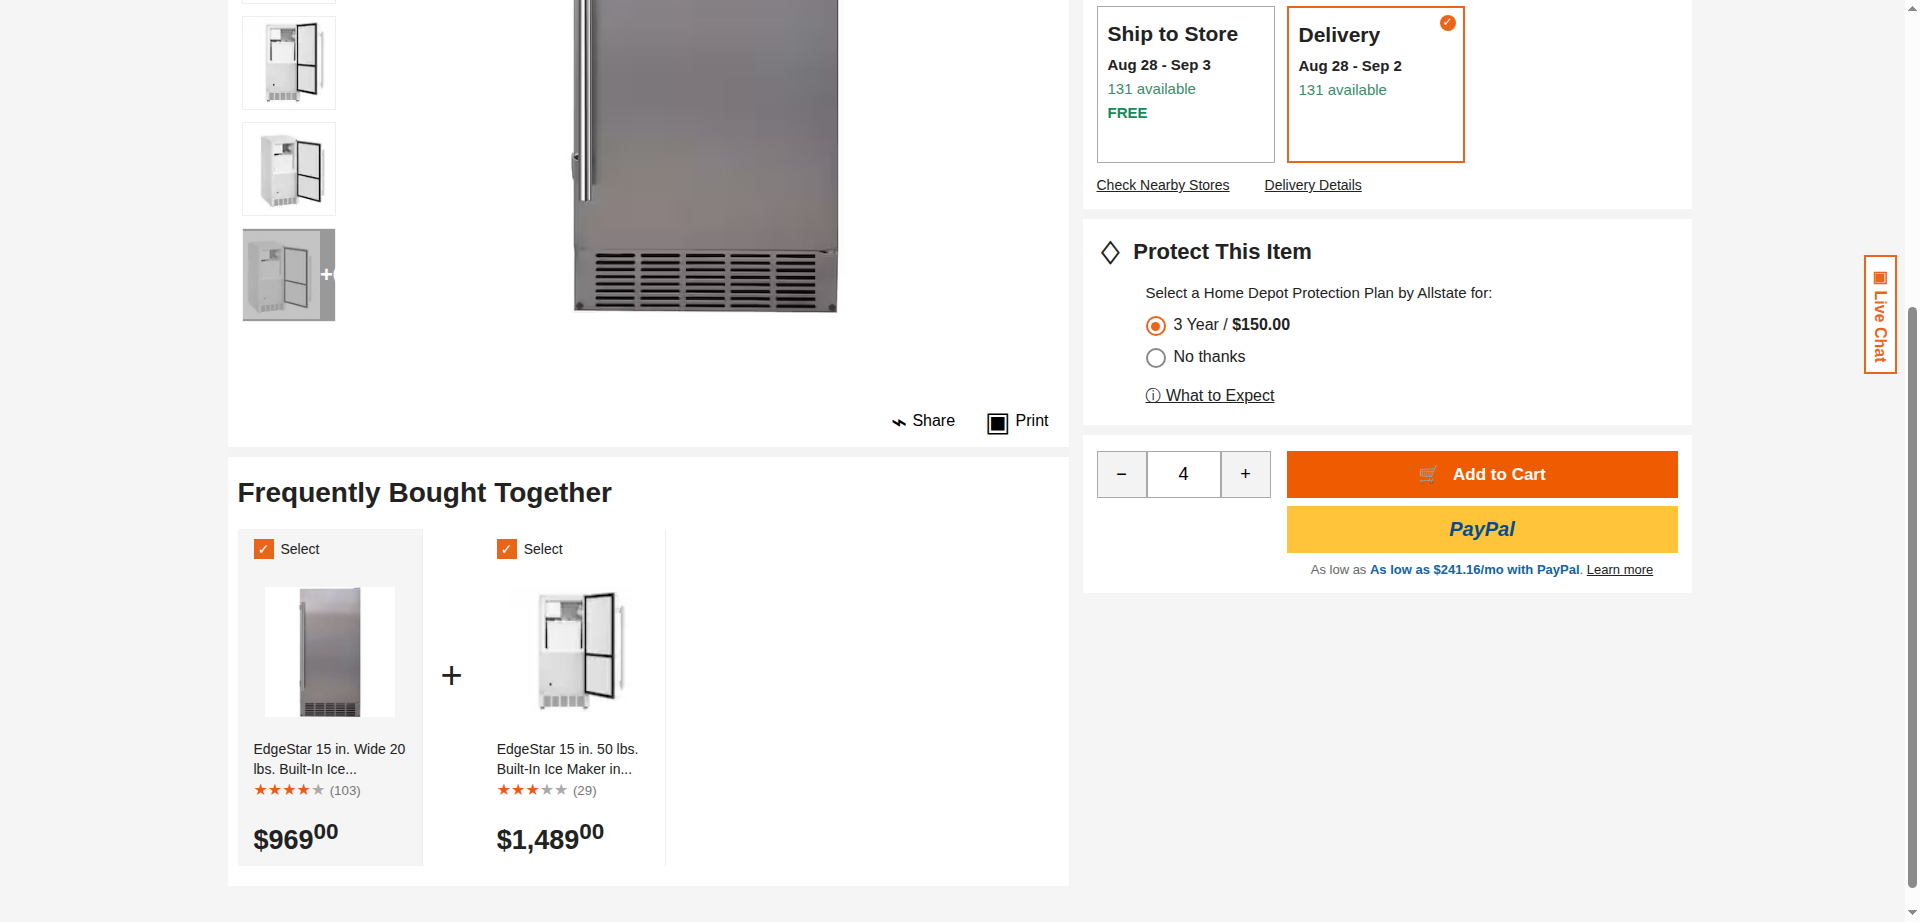 Ship to Store
Aug 28 - Sep 3
131 available
FREE
Delivery
Aug 28 - Sep 2
131 available
Check Nearby Stores
Delivery Details
Protect This Item
Select a Home Depot Protection Plan by Allstate for:
3 Year / $150.00
No thanks
ⓘ What to Expect
Live Chat
Share
Print
− 4 +
Add to Cart
PayPal
As low as As low as $241.16/mo with PayPal. Learn more
Frequently Bought Together
Select
EdgeStar 15 in. Wide 20
lbs. Built-In Ice...
★★★★★ (103)
$96900
+
Select
EdgeStar 15 in. 50 lbs.
Built-In Ice Maker in...
★★★★★ (29)
$1,48900